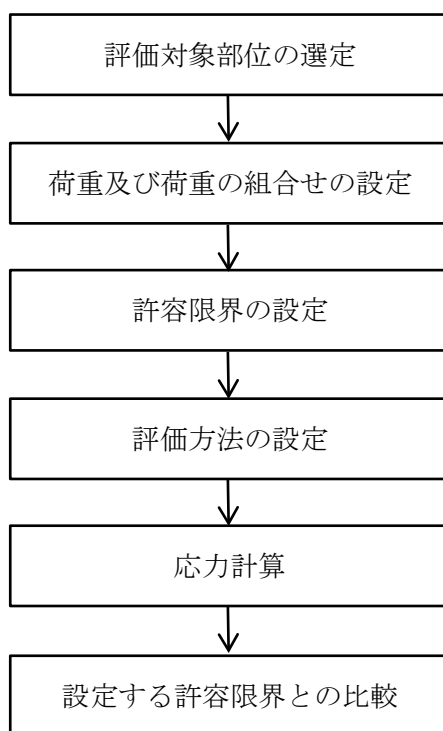 評価対象部位の選定
荷重及び荷重の組合せの設定
許容限界の設定
評価方法の設定
応力計算
設定する許容限界との比較